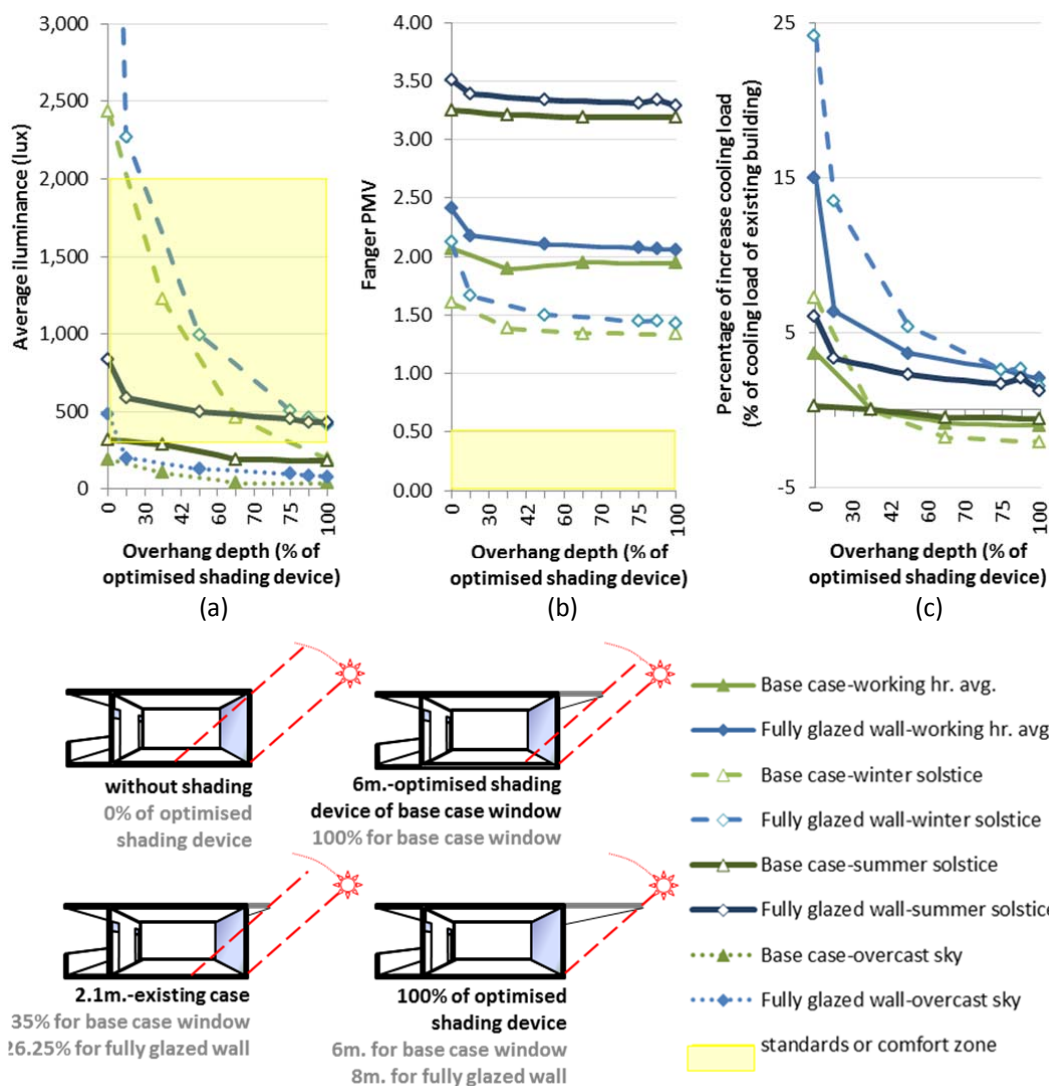 3,000
2,500
2,000
1,500
1,000
500
0
Average iluminance (lux)
0
30
42
70
75
100
Overhang depth (% of
optimised shading device)
(a)
4.00
3.50
3.00
2.50
2.00
1.50
1.00
0.50
0.00
Fanger PMV
0
30
42
60
70
75
100
Overhang depth (% of
optimised shading device)
(b)
25
15
5
-5
Percentage of increase cooling load
(% of cooling load of existing building)
0
30
42
60
70
75
100
Overhang depth (% of
optimised shading device)
(c)
without shading
0% of optimised
shading device
6m.-optimised shading
device of base case window
100% for base case window
2.1m.-existing case
35% for base case window
26.25% for fully glazed wall
100% of optimised
shading device
6m. for base case window
8m. for fully glazed wall
Base case-working hr. avg.
Fully glazed wall-working hr. avg
Base case-winter solstice
Fully glazed wall-winter solstice
Base case-summer solstice
Fully glazed wall-summer solstice
Base case-overcast sky
Fully glazed wall-overcast sky
standards or comfort zone